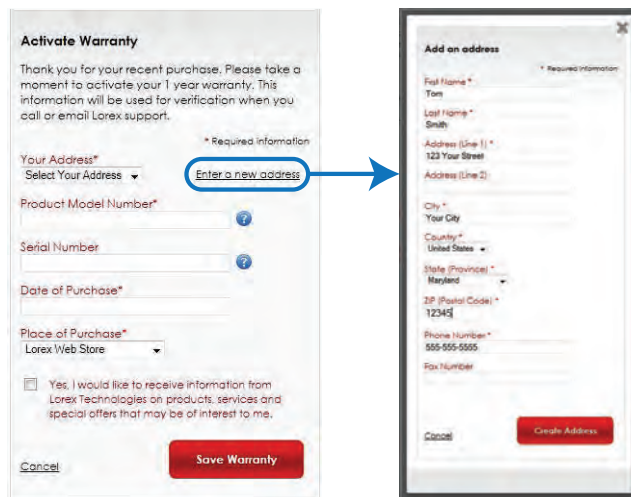 Activate Warranty
Thank you for your recent purchase. Please take a
moment to activate your 1 year warranty. This
information will be used for verification when you
call or email Lorex support.
* Required information
Your Address*
Select Your Address
Enter a new address
Product Model Number*
?
Serial Number
?
Date of Purchase*
Place of Purchase*
Lorex Web Store
Yes, I would like to receive information from
Lorex Technologies on products, services and
special offers that may be of interest to me.
Cancel
Save Warranty
Add an address
* Required information
First Name *
Tom
Last Name *
Smith
Address (Line 1) *
123 Your Street
Address (Line 2)
City *
Your City
Country *
United States
State (Province) *
Maryland
ZIP (Postal Code) *
12345
Phone Number *
555-555-5555
Fax Number
Cancel
Create Address